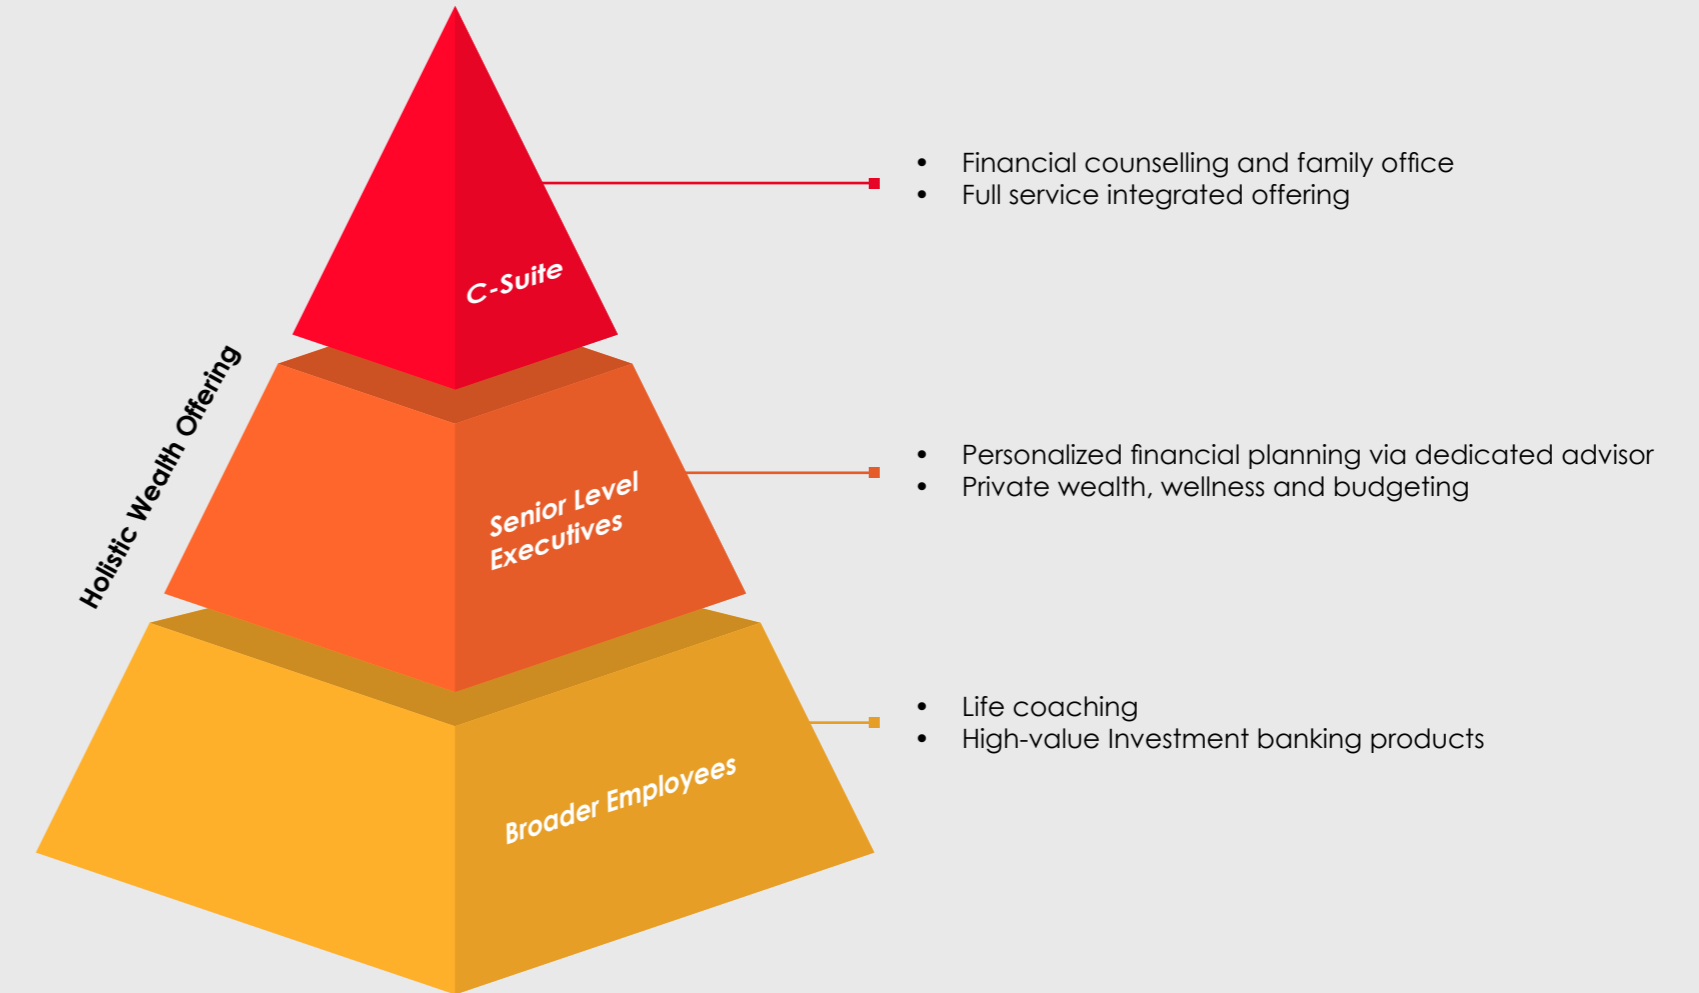 • Financial counselling and family office
• Full service integrated offering
C-Suite
Holistic Wealth Offering
• Personalized financial planning via dedicated advisor
• Private wealth, wellness and budgeting
Senior Level
Executives
• Life coaching
• High-value Investment banking products
Broader Employees